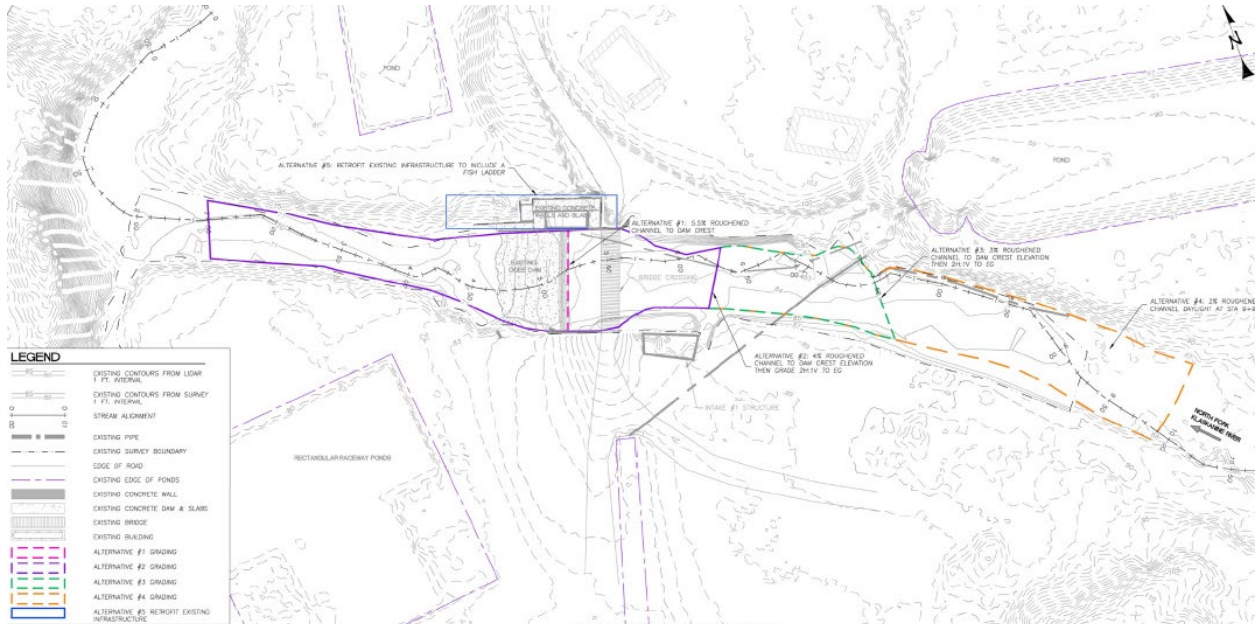 N
POND
ALTERNATIVE #5: RETROFIT EXISTING INFRASTRUCTURE TO INCLUDE A
FISH LADDER
EXISTING CONCRETE
WALLS AND SLABS
ALTERNATIVE #1: 5.5% ROUGHENED
CHANNEL TO DAM CREST
POND
EXISTING
OGEE DAM
BRIDGE CROSSING
ALTERNATIVE #3: 3% ROUGHENED
CHANNEL TO DAM CREST ELEVATION
THEN 2H:1V TO EG
ALTERNATIVE #4: 2% ROUGHENED
CHANNEL DAYLIGHT AT STA 9+
ALTERNATIVE #2: 4% ROUGHENED
CHANNEL TO DAM CREST ELEVATION
THEN GRADE 2H:1V TO EG
INTAKE #1 STRUCTURE
NORTH FORK
KLASKANINE RIVER
RECTANGULAR RACEWAY PONDS
LEGEND
EXISTING CONTOURS FROM LIDAR
1 FT. INTERVAL
EXISTING CONTOURS FROM SURVEY
1 FT. INTERVAL
STREAM ALIGNMENT
EXISTING PIPE
EXISTING SURVEY BOUNDARY
EDGE OF ROAD
EXISTING EDGE OF PONDS
EXISTING CONCRETE WALL
EXISTING CONCRETE DAM & SLABS
EXISTING BRIDGE
EXISTING BUILDING
ALTERNATIVE #1 GRADING
ALTERNATIVE #2 GRADING
ALTERNATIVE #3 GRADING
ALTERNATIVE #4 GRADING
ALTERNATIVE #5 RETROFIT EXISTING
INFRASTRUCTURE